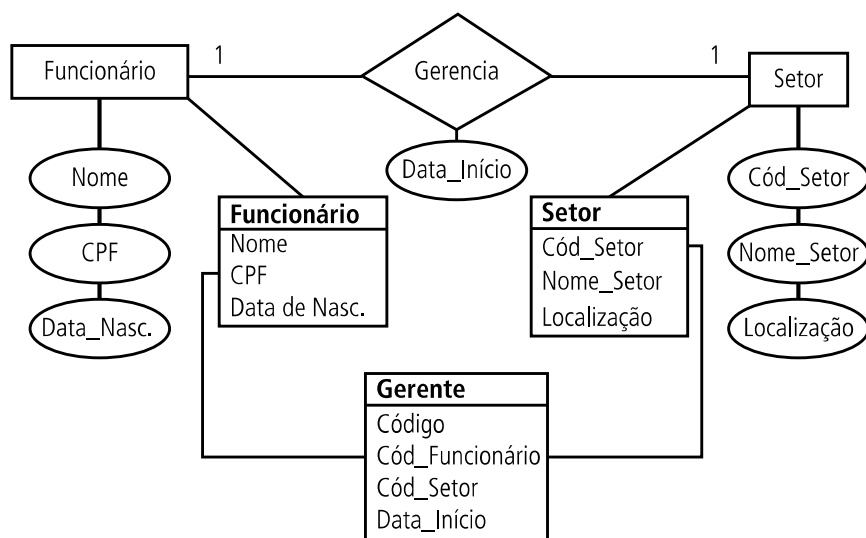 1
1
Funcionário
Gerencia
Setor
Nome
CPF
Data_Nasc.
Data_Início
Cód_Setor
Nome_Setor
Localização
Funcionário
Nome
CPF
Data de Nasc.
Setor
Cód_Setor
Nome_Setor
Localização
Gerente
Código
Cód_Funcionário
Cód_Setor
Data_Início